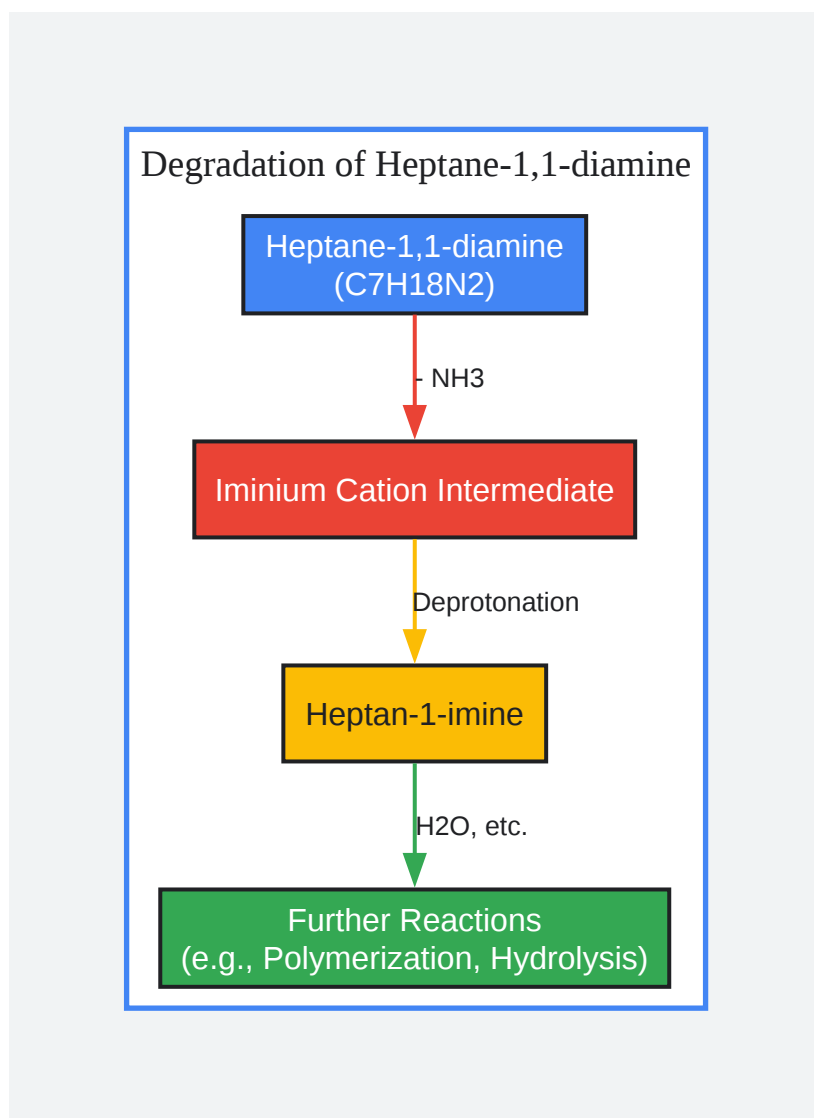 Degradation of Heptane-1,1-diamine
Heptane-1,1-diamine
(C7H18N2)
- NH3
Iminium Cation Intermediate
Deprotonation
Heptan-1-imine
H2O, etc.
Further Reactions
(e.g., Polymerization, Hydrolysis)